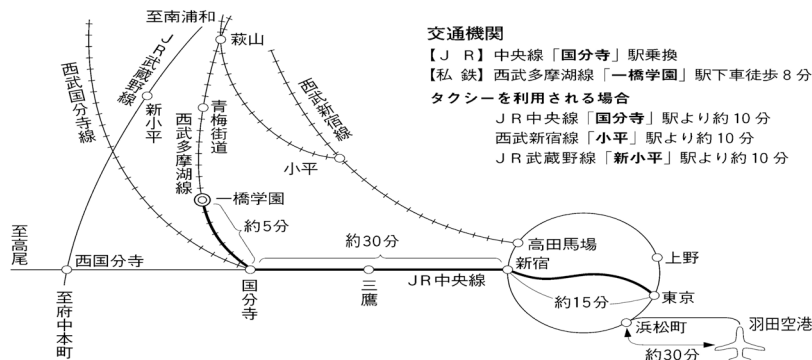 至南浦和
萩山
JR武蔵野線
西武国分寺線
新小平
青梅街道
西武多摩湖線
西武新宿線
小平
一橋学園
約5分
至高尾
西国分寺
至府中本町
国分寺
約30分
三鷹
JR中央線
高田馬場
新宿
上野
約15分
東京
浜松町
羽田空港
約30分
交通機関
【J R】中央線「国分寺」駅乗換
【私 鉄】西武多摩湖線「一橋学園」駅下車徒歩8分
タクシーを利用される場合
JR中央線「国分寺」駅より約10分
西武新宿線「小平」駅より約10分
JR武蔵野線「新小平」駅より約10分